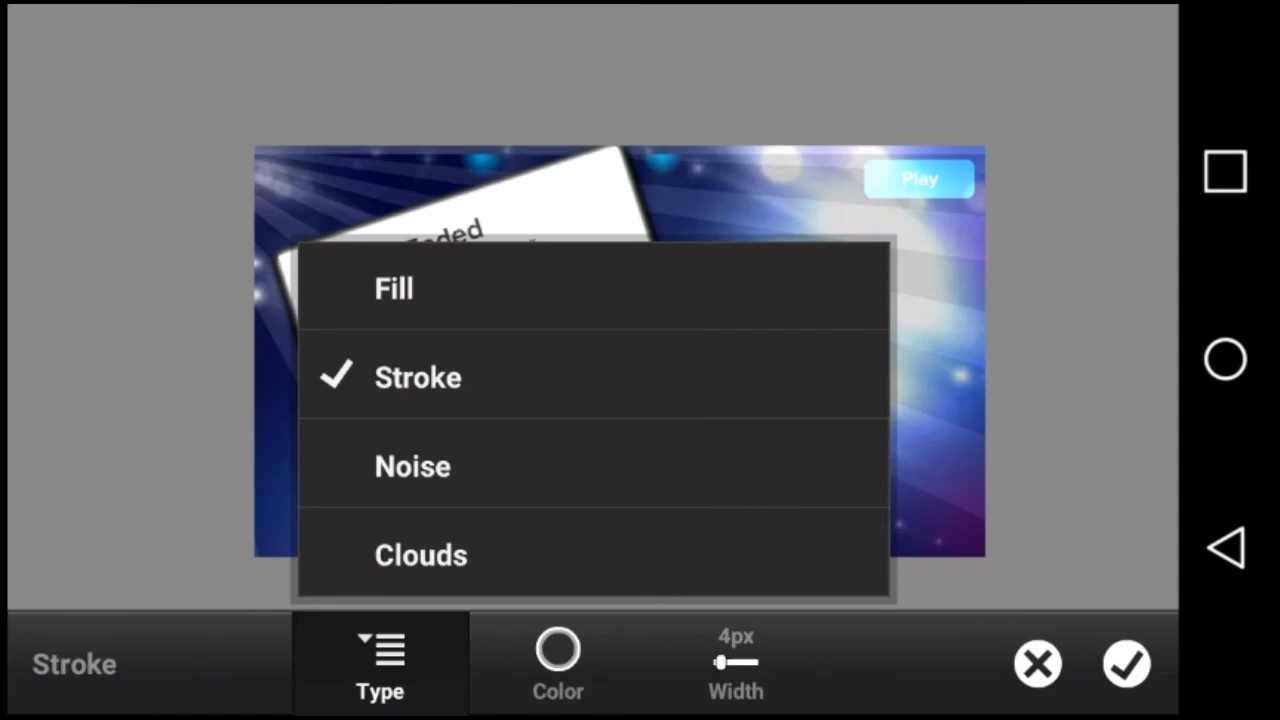 Play
Fill
Stroke
Noise
Clouds
4px
Stroke
Type
Color
Width